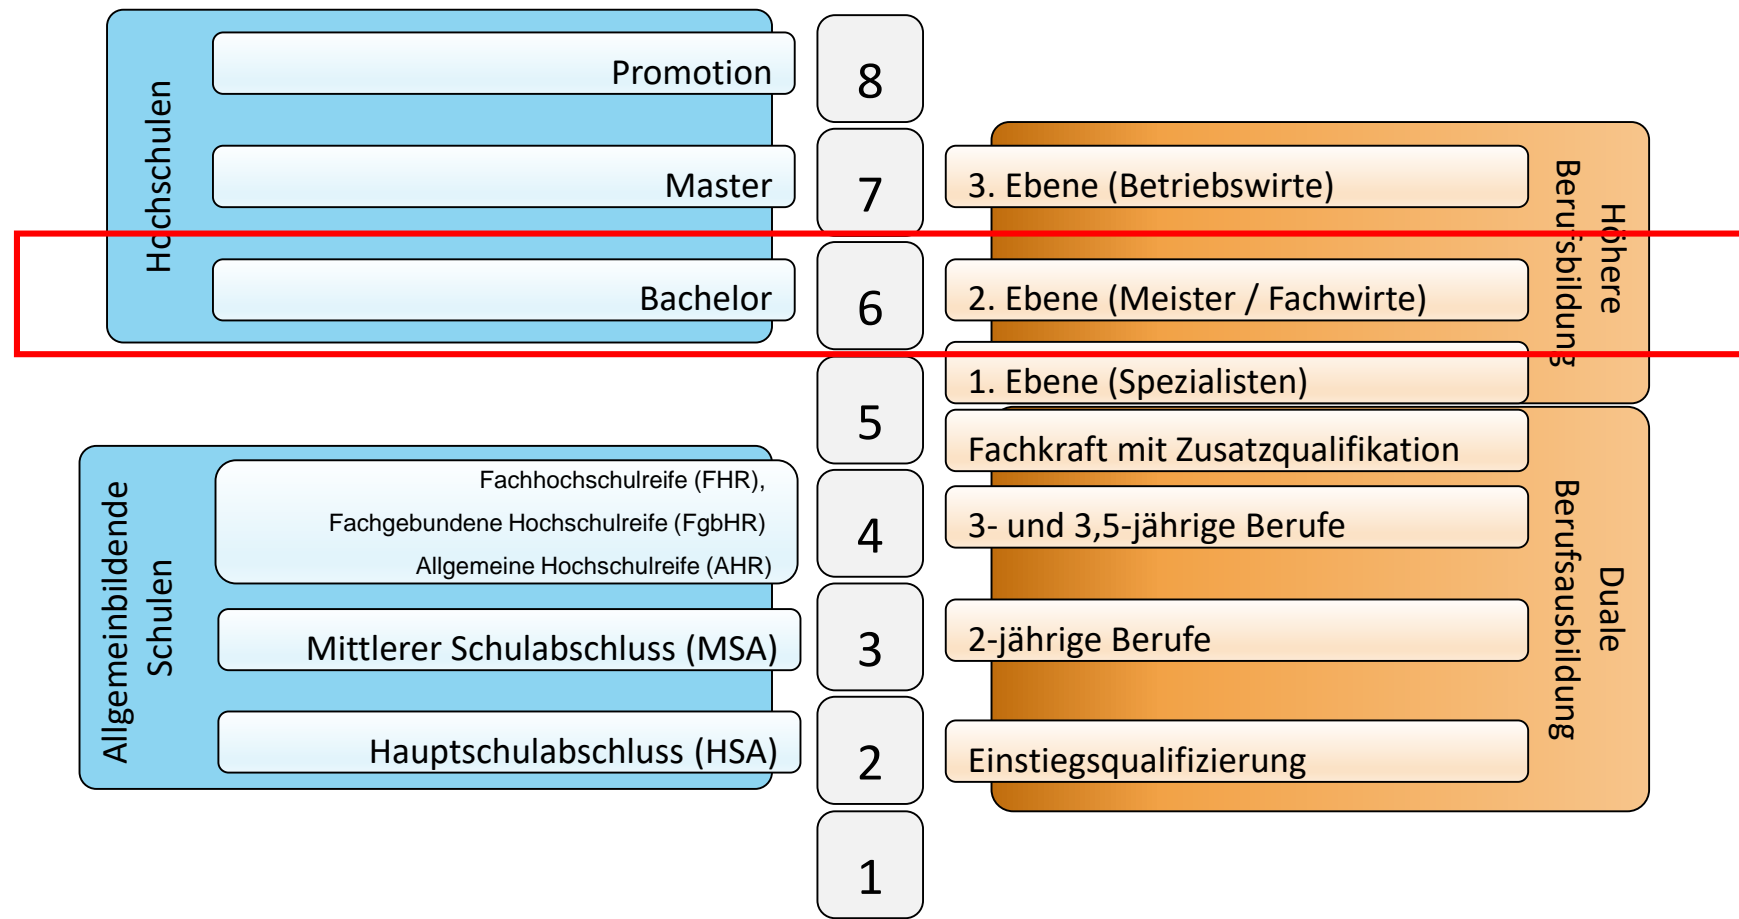 Hochschulen
Promotion
Master
Bachelor
Allgemeinbildende
Schulen
Fachhochschulreife (FHR),
Fachgebundene Hochschulreife (FgbHR)
Allgemeine Hochschulreife (AHR)
Mittlerer Schulabschluss (MSA)
Hauptschulabschluss (HSA)
8
7
6
5
4
3
2
1
Höhere
Berufsbildung
3. Ebene (Betriebswirte)
2. Ebene (Meister / Fachwirte)
1. Ebene (Spezialisten)
Duale
Berufsausbildung
Fachkraft mit Zusatzqualifikation
3- und 3,5-jährige Berufe
2-jährige Berufe
Einstiegsqualifizierung